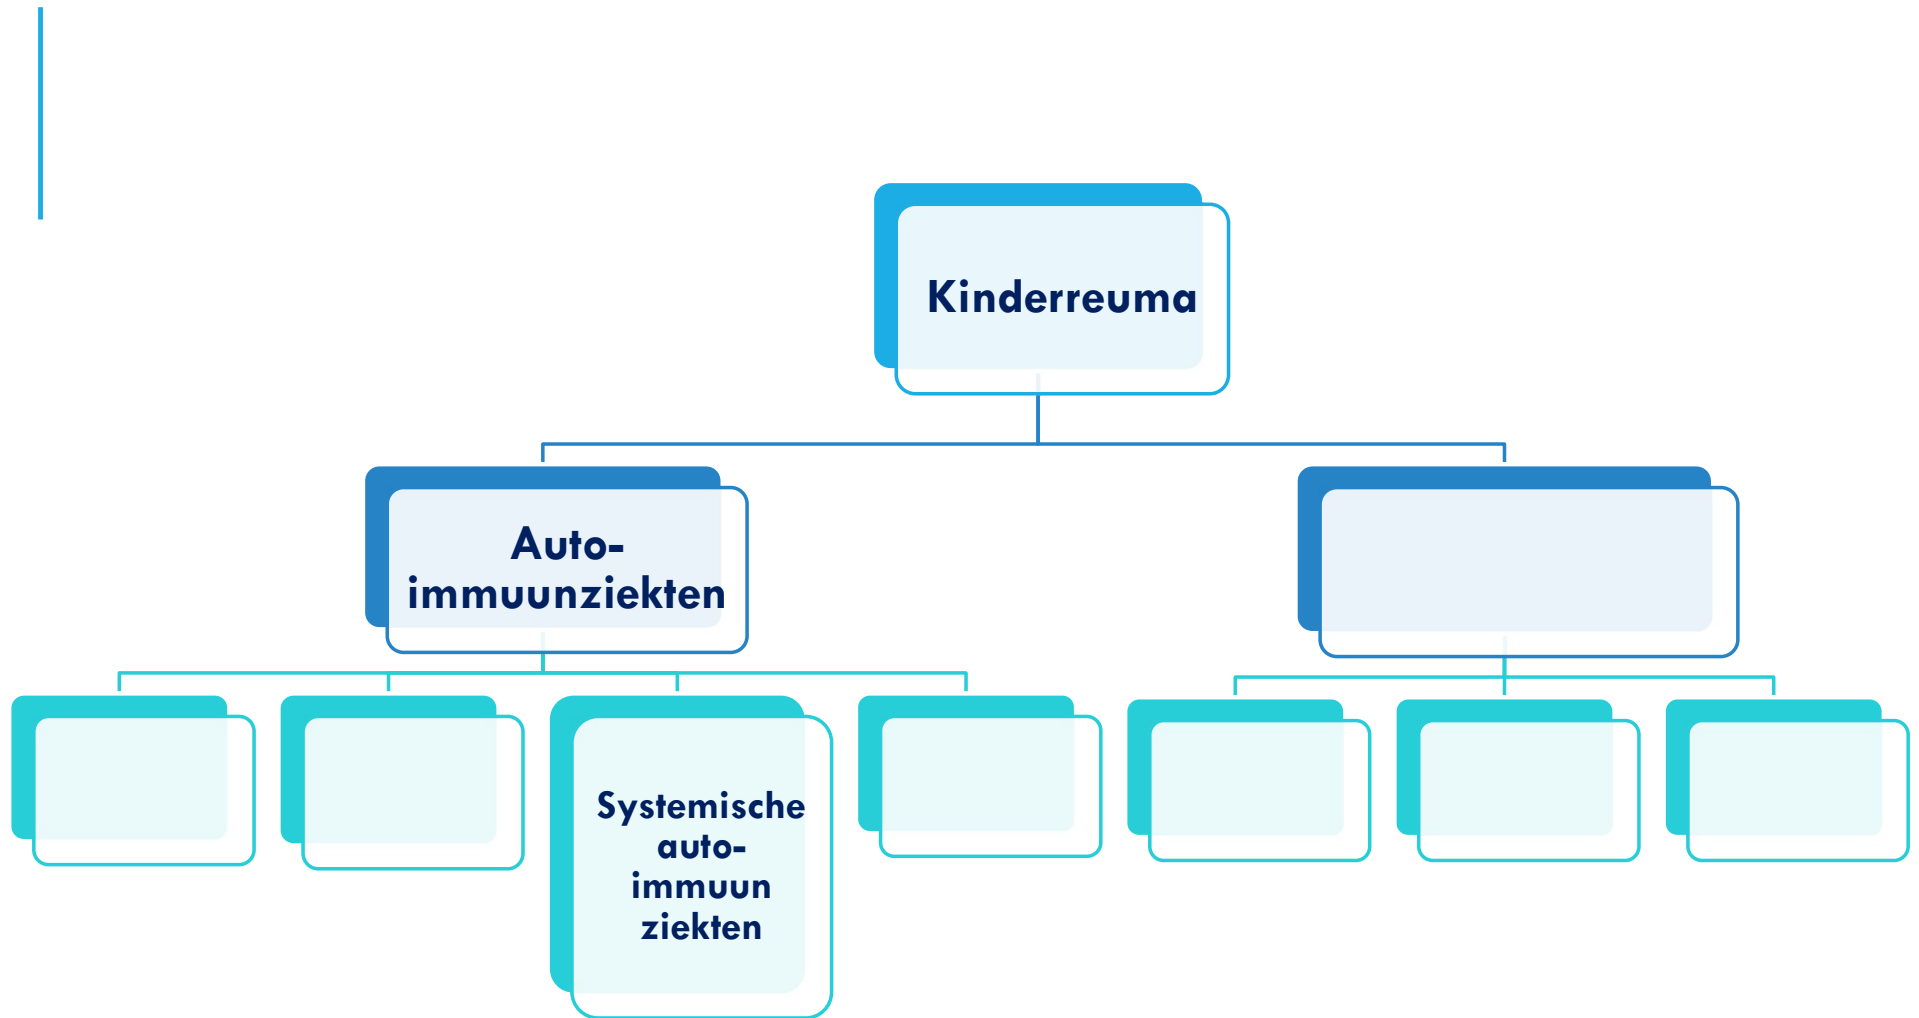 Kinderreuma
Auto-
immuunziekten
Systemische
auto-
immuun
ziekten